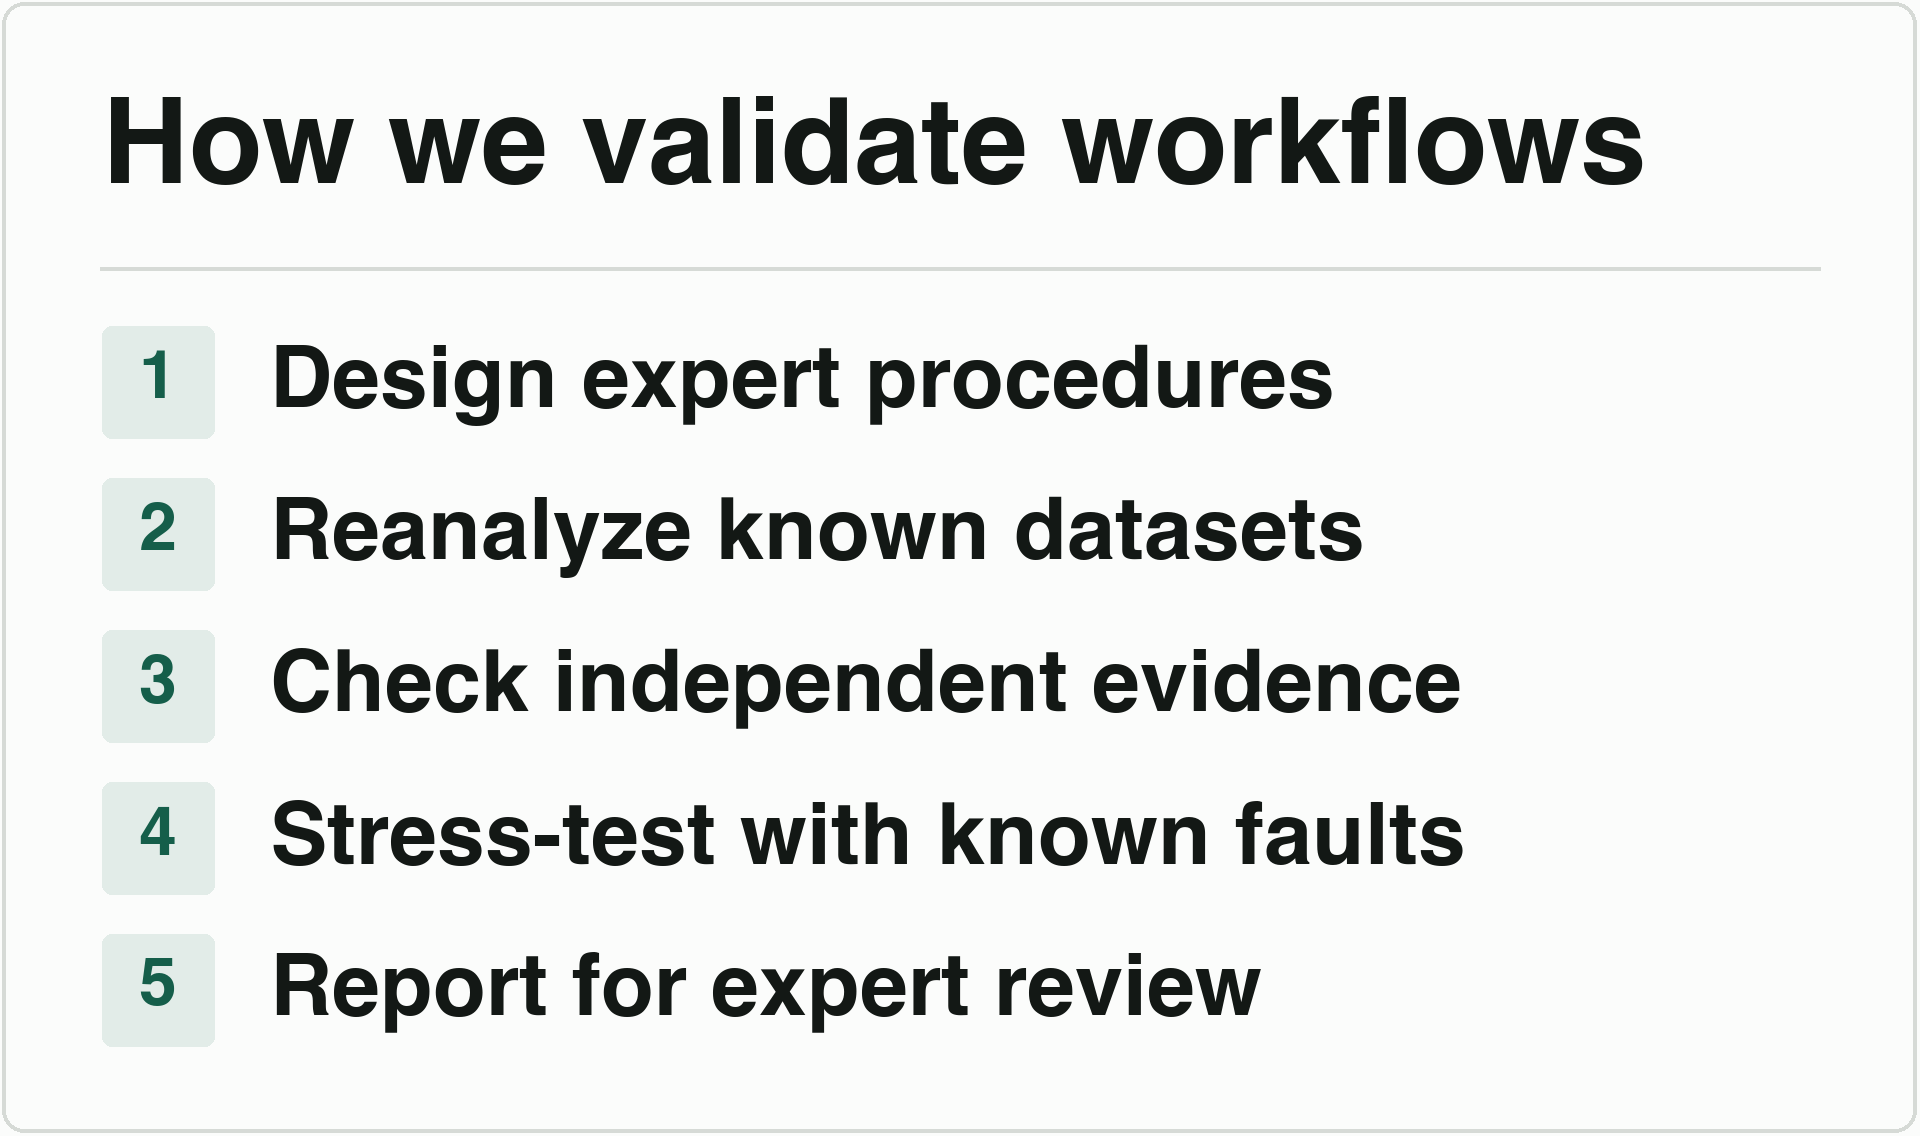 How we validate workflows
1 Design expert procedures
2 Reanalyze known datasets
3 Check independent evidence
4 Stress-test with known faults
5 Report for expert review